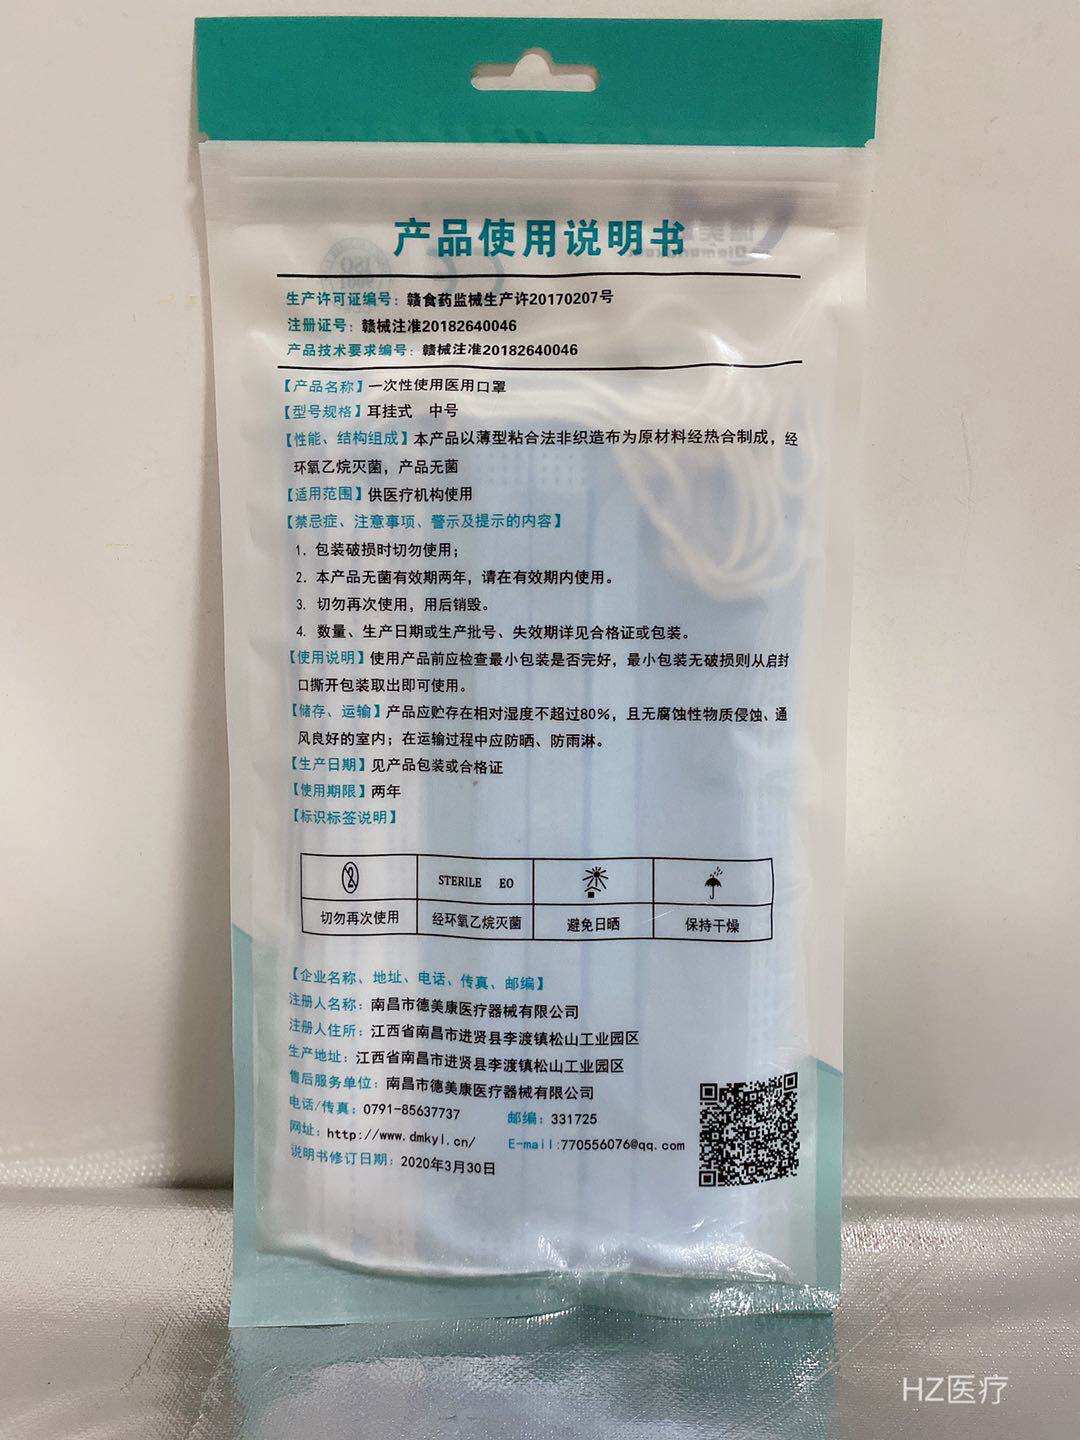 产品使用说明书
生产许可证编号：赣食药监械生产许20170207号
注册证号：赣械注准20182640046
产品技术要求编号：赣械注准20182640046
【产品名称】一次性使用医用口罩
【型号规格】耳挂式 中号
【性能、结构组成】本产品以薄型粘合法非织造布为原材料经热合制成，经
环氧乙烷灭菌，产品无菌
【适用范围】供医疗机构使用
【禁忌症、注意事项、警示及提示的内容】
1. 包装破损时切勿使用；
2. 本产品无菌有效期两年，请在有效期内使用。
3. 切勿再次使用，用后销毁。
4. 数量、生产日期或生产批号、失效期详见合格证或包装。
【使用说明】使用产品前应检查最小包装是否完好，最小包装无破损则从启封
口撕开包装取出即可使用。
【储存、运输】产品应贮存在相对湿度不超过80%，且无腐蚀性物质侵蚀、通
风良好的室内；在运输过程中应防晒、防雨淋。
【生产日期】见产品包装或合格证
【使用期限】两年
【标识标签说明】
2 STERILE EO
切勿再次使用 经环氧乙烷灭菌 避免日晒 保持干燥
【企业名称、地址、电话、传真、邮编】
注册人名称：南昌市德美康医疗器械有限公司
注册人住所：江西省南昌市进贤县李渡镇松山工业园区
生产地址：江西省南昌市进贤县李渡镇松山工业园区
售后服务单位：南昌市德美康医疗器械有限公司
电话/传真：0791-85637737 邮编：331725
网址：http://www.dmkyl.cn/ E-mail:770556076@qq.com
说明书修订日期：2020年3月30日
HZ医疗